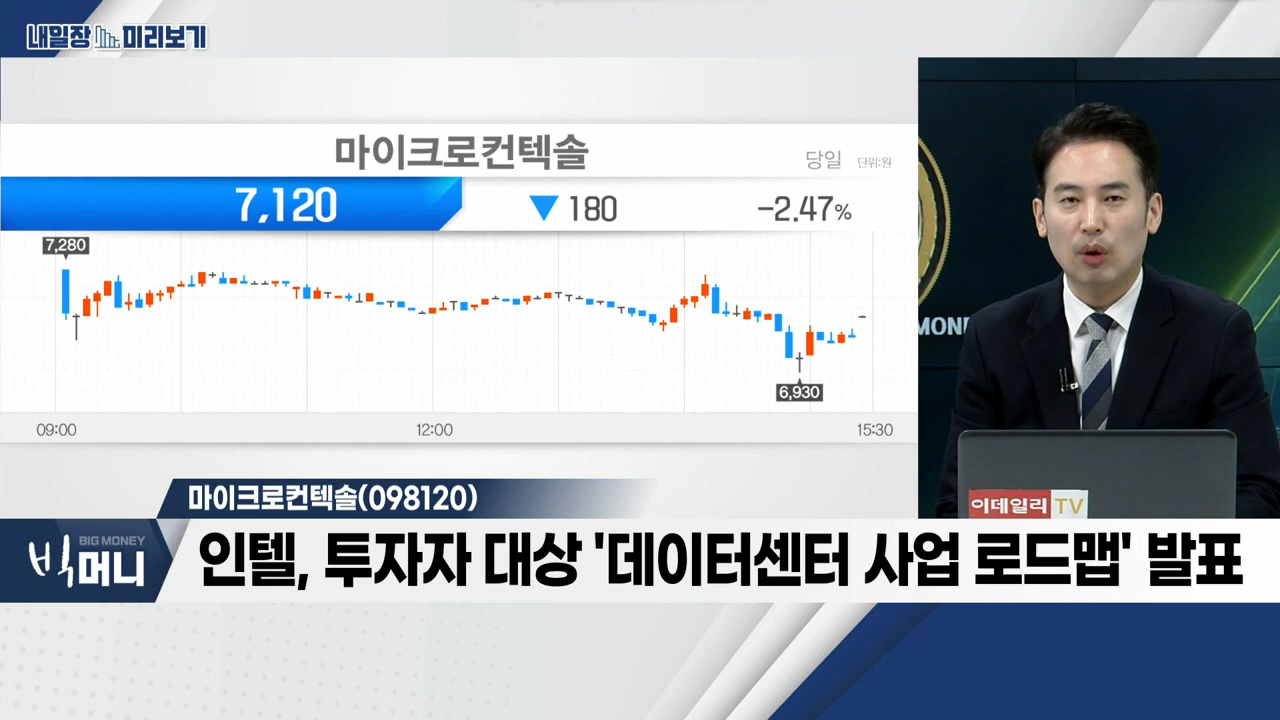 내일장 미리보기
마이크로컨텍솔
당일 단위:원
7,120 ▼ 180 -2.47%
7,280
6,930
09:00 12:00 15:30
MONE
이데일리 TV
마이크로컨텍솔(098120)
BIG MONEY
빅머니
인텔, 투자자 대상 '데이터센터 사업 로드맵' 발표